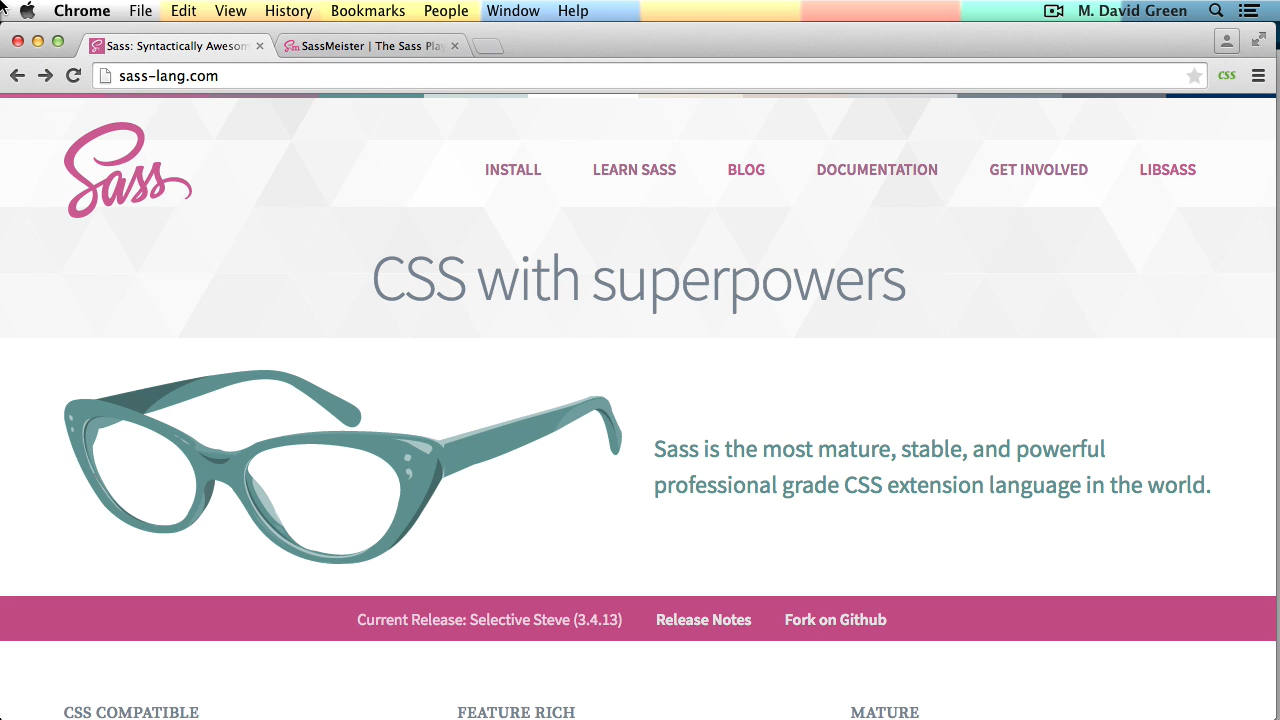 Chrome File Edit View History Bookmarks People Window Help M. David Green
Sass: Syntactically Awesom SassMeister | The Sass Play
sass-lang.com css
Sass
INSTALL LEARN SASS BLOG DOCUMENTATION GET INVOLVED LIBSASS
CSS with superpowers
Sass is the most mature, stable, and powerful
professional grade CSS extension language in the world.
Current Release: Selective Steve (3.4.13) Release Notes Fork on Github
CSS COMPATIBLE FEATURE RICH MATURE